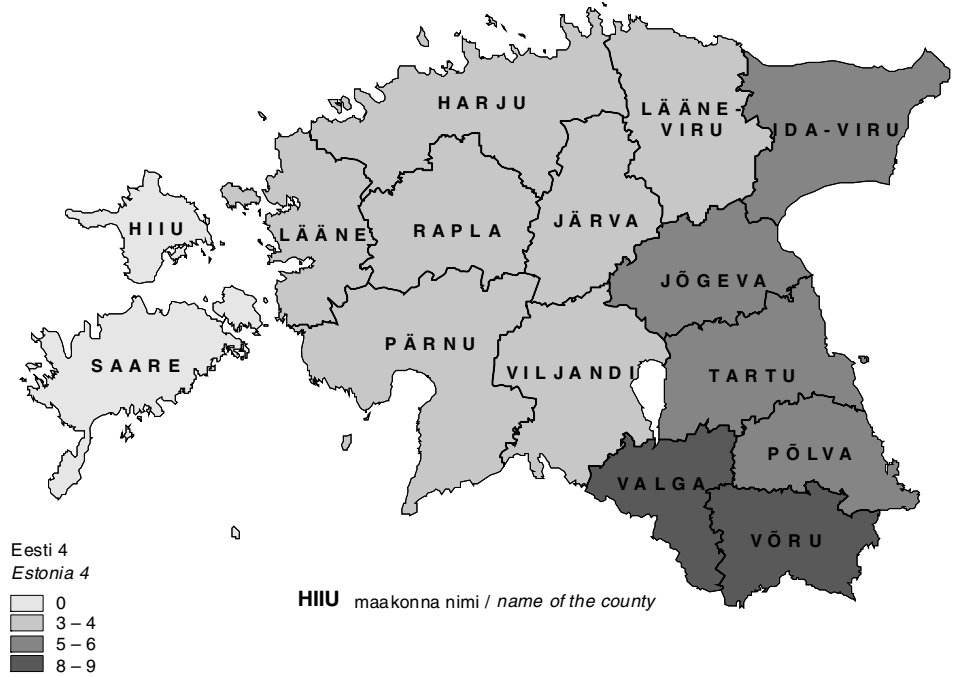 HARJU
LÄÄNE-
VIRU
IDA-VIRU
HIIU
LÄÄNE
RAPLA
JÄRVA
JÕGEVA
SAARE
PÄRNU
VILJANDI
TARTU
PÕLVA
VALGA
VÕRU
Eesti 4
Estonia 4
0
3 – 4
5 – 6
8 – 9
HIIU maakonna nimi / name of the county